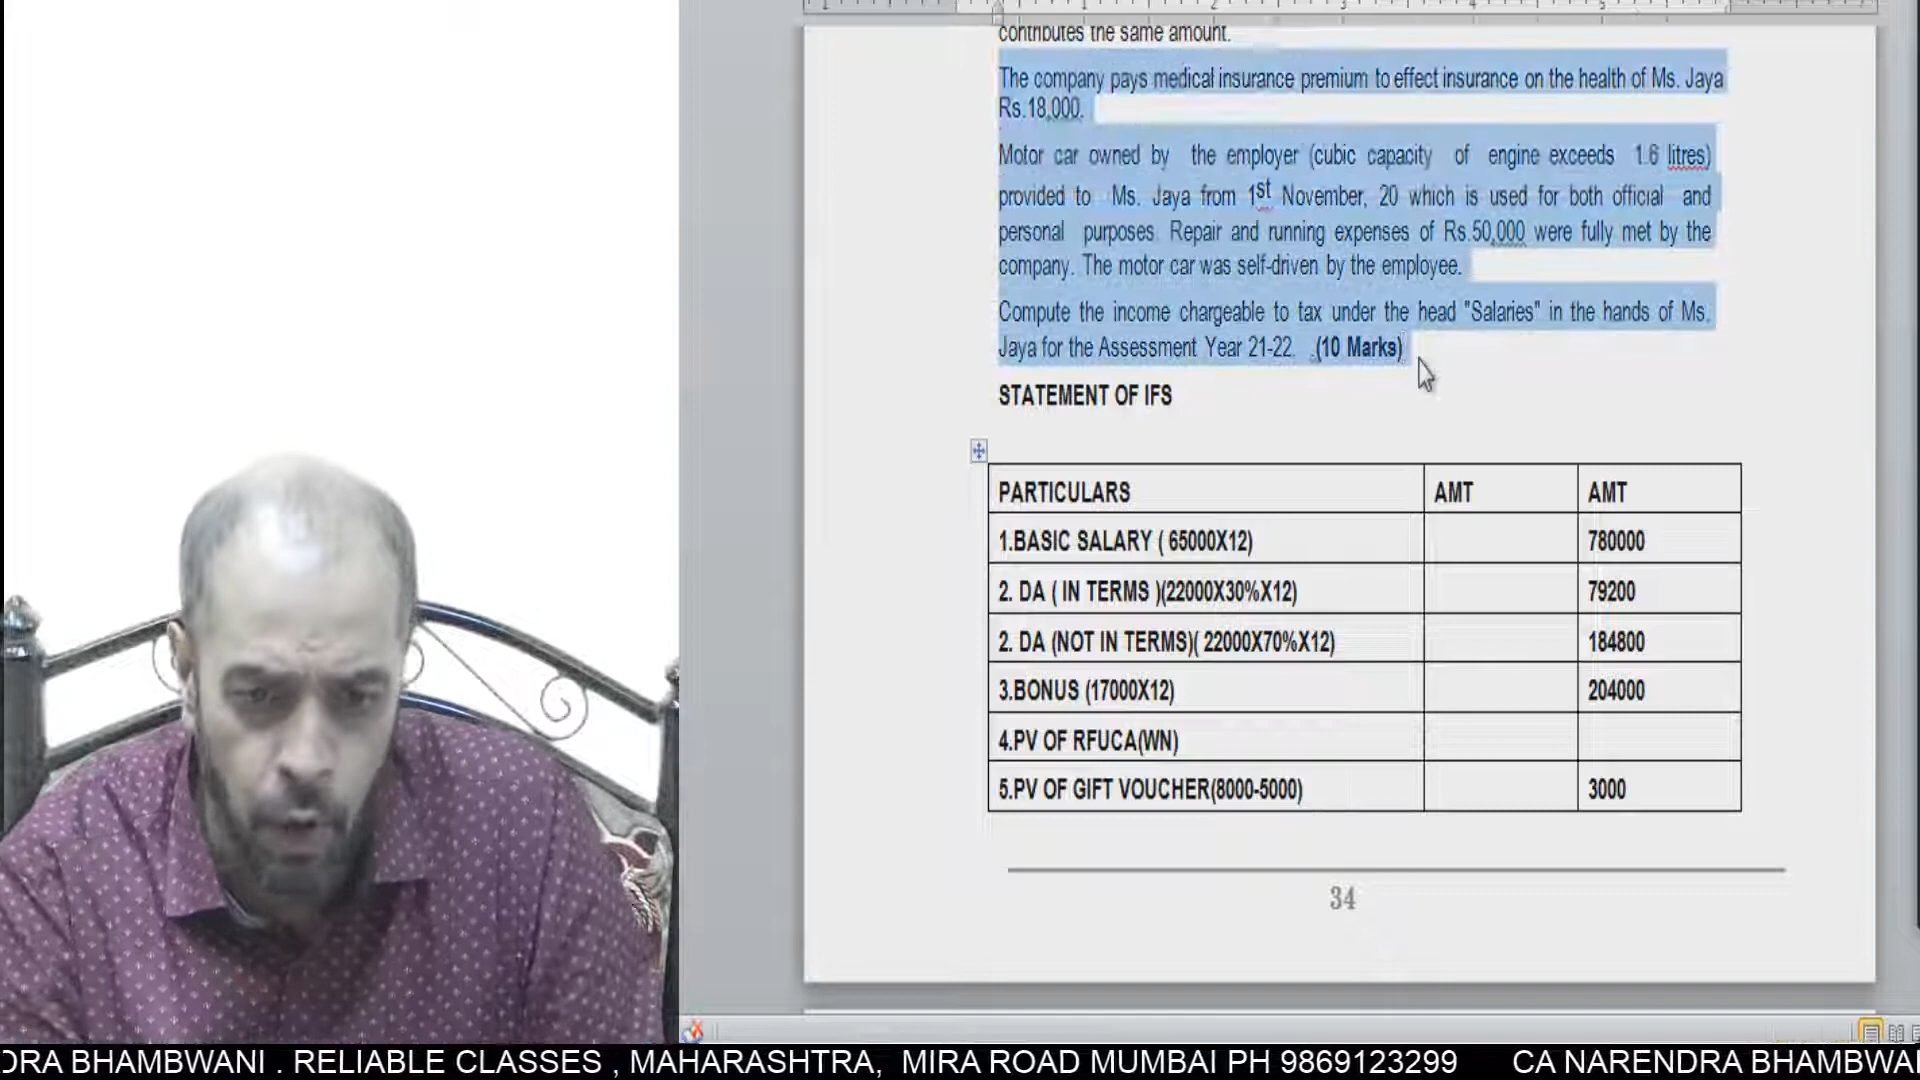 contributes the same amount.
The company pays medical insurance premium to effect insurance on the health of Ms. Jaya
Rs.18,000.
Motor car owned by the employer (cubic capacity of engine exceeds 1.6 litres)
provided to Ms. Jaya from 1st November, 20 which is used for both official and
personal purposes. Repair and running expenses of Rs.50,000 were fully met by the
company. The motor car was self-driven by the employee.
Compute the income chargeable to tax under the head "Salaries" in the hands of Ms.
Jaya for the Assessment Year 21-22. .(10 Marks)
STATEMENT OF IFS
PARTICULARS AMT AMT
1.BASIC SALARY ( 65000X12) 780000
2. DA ( IN TERMS )(22000X30%X12) 79200
2. DA (NOT IN TERMS)( 22000X70%X12) 184800
3.BONUS (17000X12) 204000
4.PV OF RFUCA(WN)
5.PV OF GIFT VOUCHER(8000-5000) 3000
34
DRA BHAMBWANI . RELIABLE CLASSES , MAHARASHTRA, MIRA ROAD MUMBAI PH 9869123299 CA NARENDRA BHAMBWA